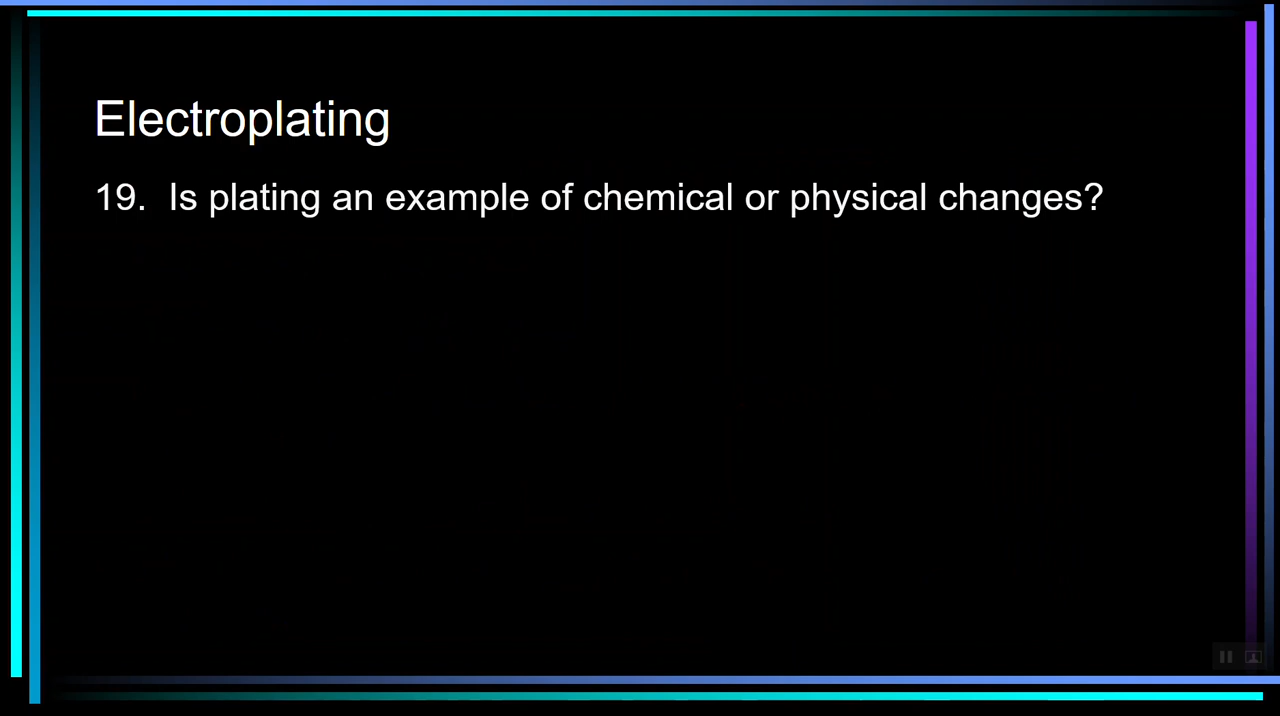 Electroplating
19. Is plating an example of chemical or physical changes?